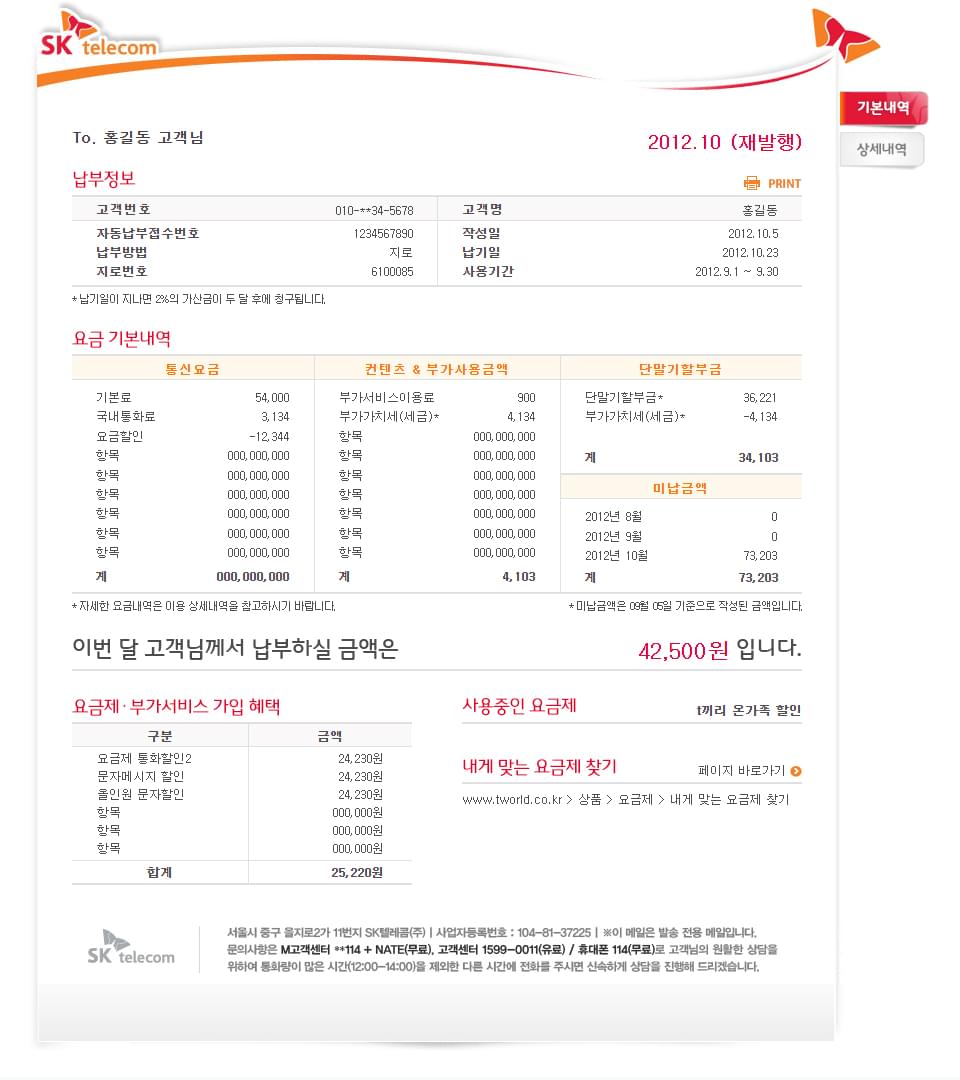 SK telecom
기본내역
상세내역
To. 홍길동 고객님
2012.10 (재발행)
납부정보
PRINT
고객번호 010-**34-5678 고객명 홍길동
자동납부접수번호 1234567890 작성일 2012.10.5
납부방법 지로 납기일 2012.10.23
지로번호 6100085 사용기간 2012.9.1 ~ 9.30
* 납기일이 지나면 2%의 가산금이 두 달 후에 청구됩니다.
요금 기본내역
통신요금 컨텐츠 & 부가사용금액 단말기할부금
기본료 54,000 부가서비스이용료 900 단말기할부금* 36,221
국내통화료 3,134 부가가치세(세금)* 4,134 부가가치세(세금)* -4,134
요금할인 -12,344 항목 000,000,000
항목 000,000,000 항목 000,000,000 계 34,103
항목 000,000,000 항목 000,000,000
항목 000,000,000 항목 000,000,000 미납금액
항목 000,000,000 항목 000,000,000 2012년 8월 0
항목 000,000,000 항목 000,000,000 2012년 9월 0
항목 000,000,000 항목 000,000,000 2012년 10월 73,203
계 000,000,000 계 4,103 계 73,203
* 자세한 요금내역은 이용 상세내역을 참고하시기 바랍니다. * 미납금액은 09월 05일 기준으로 작성된 금액입니다.
이번 달 고객님께서 납부하실 금액은 42,500원 입니다.
요금제·부가서비스 가입 혜택
구분 금액
요금제 통화할인2 24,230원
문자메시지 할인 24,230원
올인원 문자할인 24,230원
항목 000,000원
항목 000,000원
항목 000,000원
합계 25,220원
사용중인 요금제 t끼리 온가족 할인
내게 맞는 요금제 찾기 페이지 바로가기
www.tworld.co.kr > 상품 > 요금제 > 내게 맞는 요금제 찾기
SK telecom
서울시 중구 을지로2가 11번지 SK텔레콤(주) | 사업자등록번호 : 104-81-37225 | ※이 메일은 발송 전용 메일입니다.
문의사항은 M고객센터 **114 + NATE(무료), 고객센터 1599-0011(유료) / 휴대폰 114(무료)로 고객님의 원활한 상담을
위하여 통화량이 많은 시간(12:00-14:00)을 제외한 다른 시간에 전화를 주시면 신속하게 상담을 진행해 드리겠습니다.